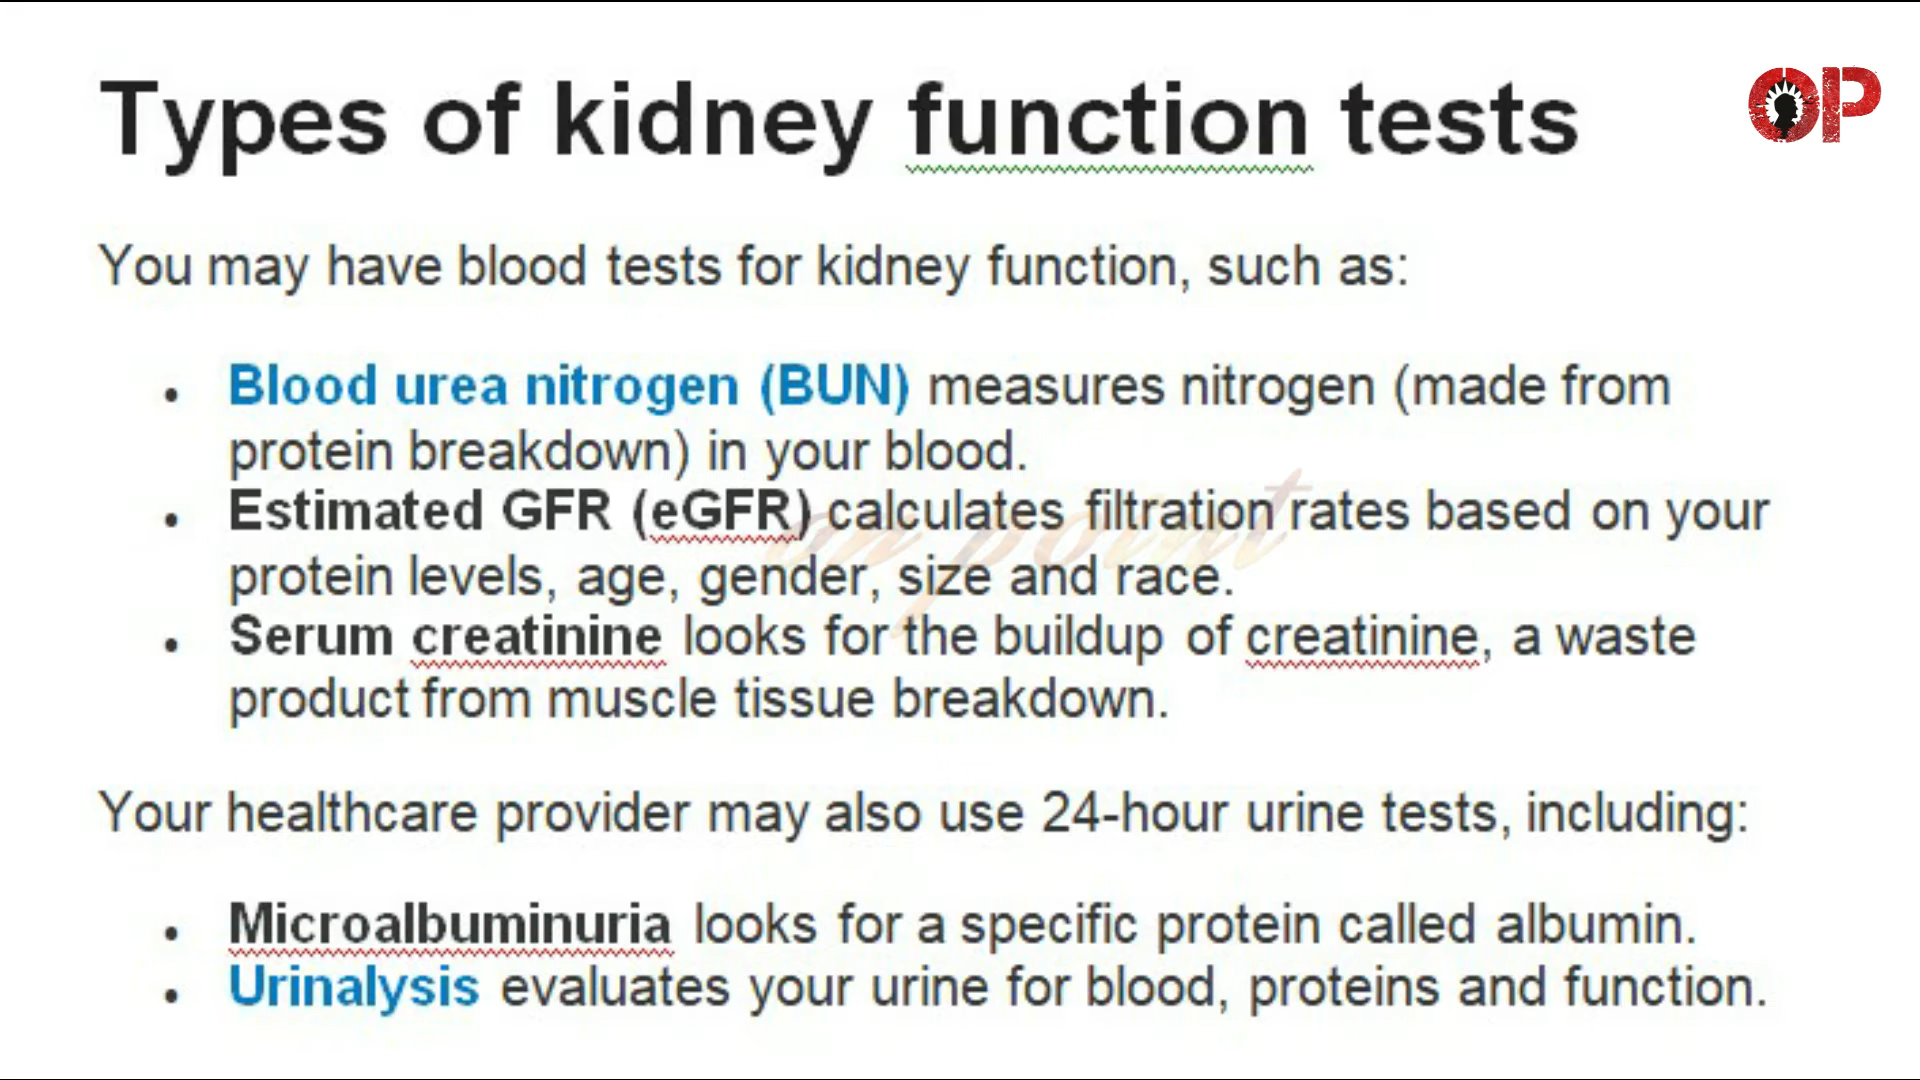 Types of kidney function tests
OP
You may have blood tests for kidney function, such as:
• Blood urea nitrogen (BUN) measures nitrogen (made from
protein breakdown) in your blood.
• Estimated GFR (eGFR) calculates filtration rates based on your
protein levels, age, gender, size and race.
• Serum creatinine looks for the buildup of creatinine, a waste
product from muscle tissue breakdown.
on point
Your healthcare provider may also use 24-hour urine tests, including:
• Microalbuminuria looks for a specific protein called albumin.
• Urinalysis evaluates your urine for blood, proteins and function.